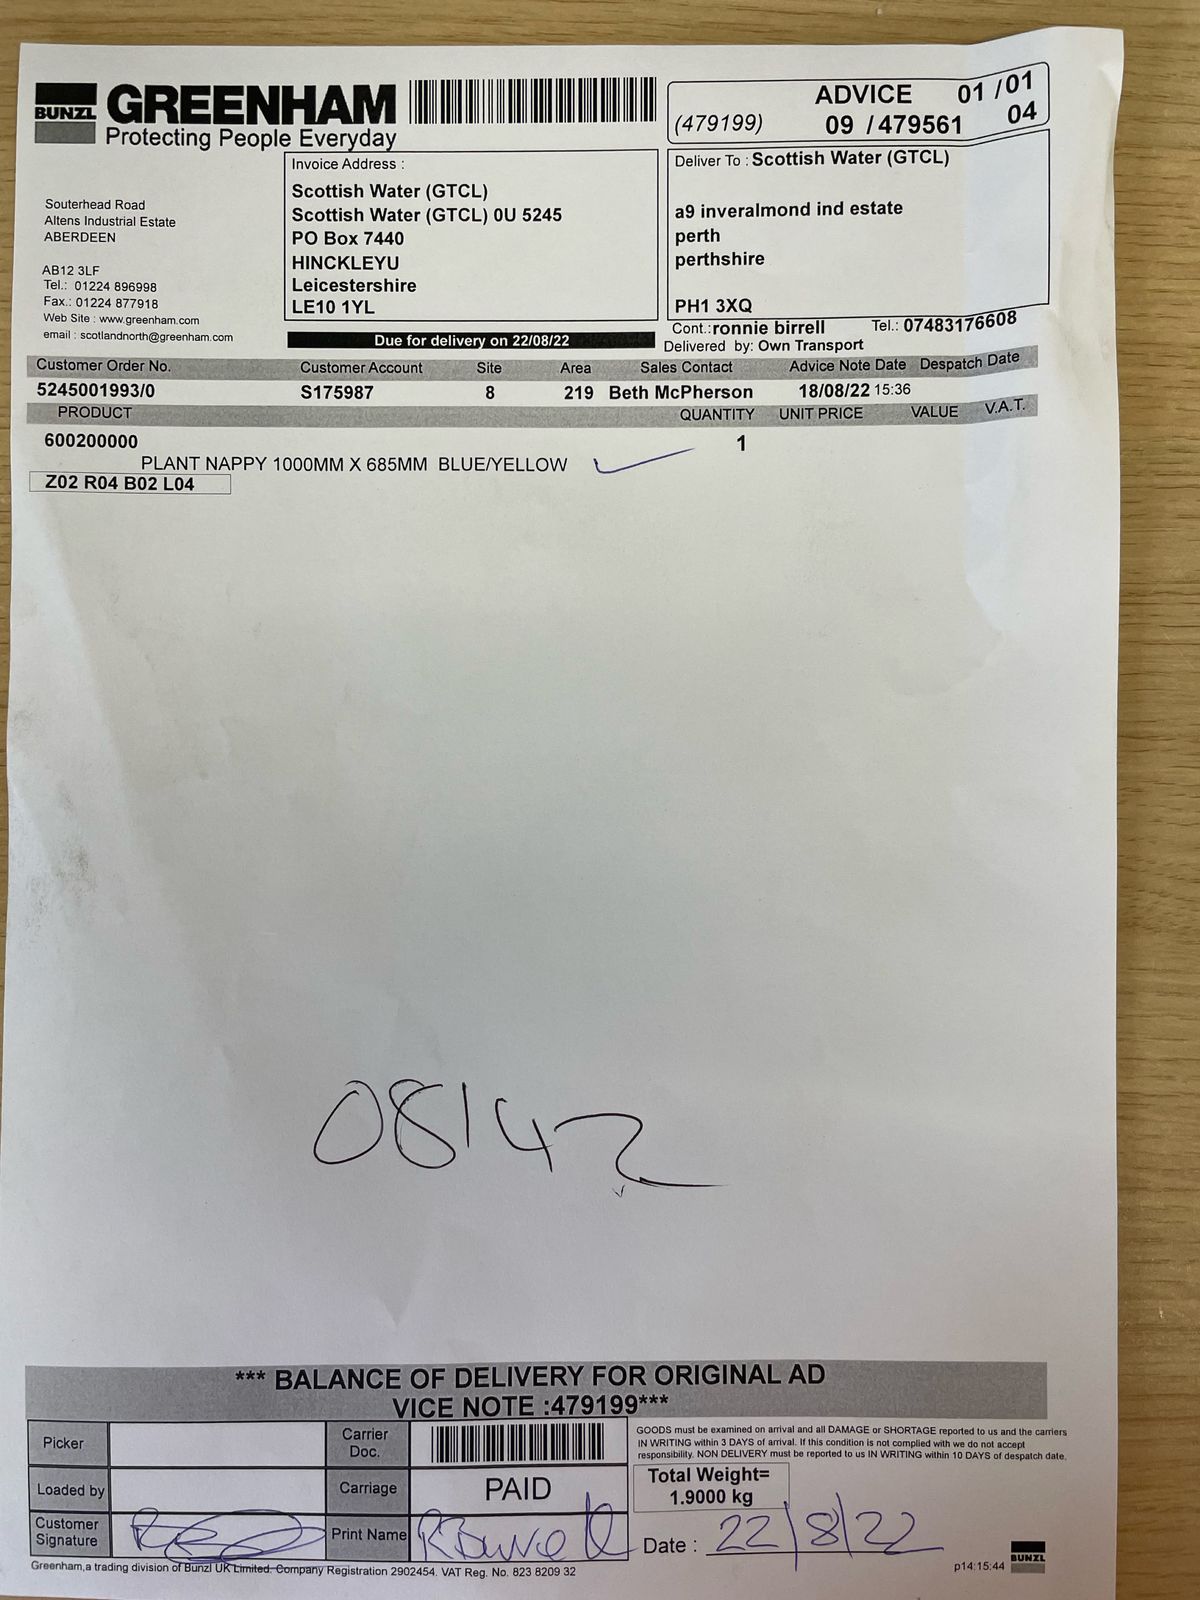 BUNZL GREENHAM
Protecting People Everyday
(479199) ADVICE 01 /01
09 /479561 04
Souterhead Road
Altens Industrial Estate
ABERDEEN
AB12 3LF
Tel.: 01224 896998
Fax.: 01224 877918
Web Site : www.greenham.com
email : scotlandnorth@greenham.com
Invoice Address :
Scottish Water (GTCL)
Scottish Water (GTCL) 0U 5245
PO Box 7440
HINCKLEYU
Leicestershire
LE10 1YL
Deliver To : Scottish Water (GTCL)
a9 inveralmond ind estate
perth
perthshire
PH1 3XQ
Cont.:ronnie birrell Tel.: 07483176608
Due for delivery on 22/08/22
Delivered by: Own Transport
Customer Order No. Customer Account Site Area Sales Contact Advice Note Date Despatch Date
5245001993/0 S175987 8 219 Beth McPherson 18/08/22 15:36
PRODUCT QUANTITY UNIT PRICE VALUE V.A.T.
600200000 1
PLANT NAPPY 1000MM X 685MM BLUE/YELLOW
Z02 R04 B02 L04
08142
*** BALANCE OF DELIVERY FOR ORIGINAL AD
VICE NOTE :479199***
Picker
Carrier
Doc.
Loaded by
Carriage PAID
Customer
Signature
Print Name
GOODS must be examined on arrival and all DAMAGE or SHORTAGE reported to us and the carriers
IN WRITING within 3 DAYS of arrival. If this condition is not complied with we do not accept
responsibility. NON DELIVERY must be reported to us IN WRITING within 10 DAYS of despatch date.
Total Weight=
1.9000 kg
Date : 22/8/22
Greenham,a trading division of Bunzl UK Limited. Company Registration 2902454. VAT Reg. No. 823 8209 32
p14:15:44
BUNZL